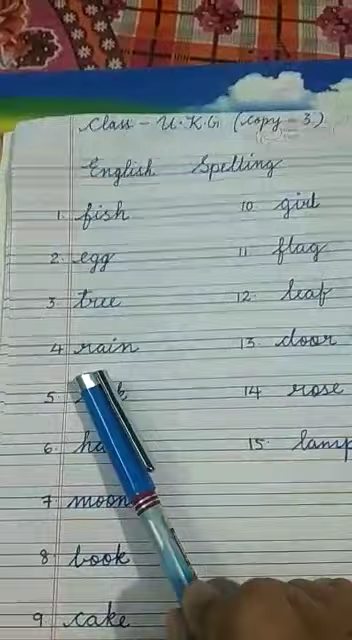 Class - U.K.G (Copy - 3)
English Spelling
1. fish
2. egg
3. tree
4. rain
5.
6.
7. moon
8. book
9. cake
10. girl
11. flag
12. leaf
13. door
14. rose
15. lamp